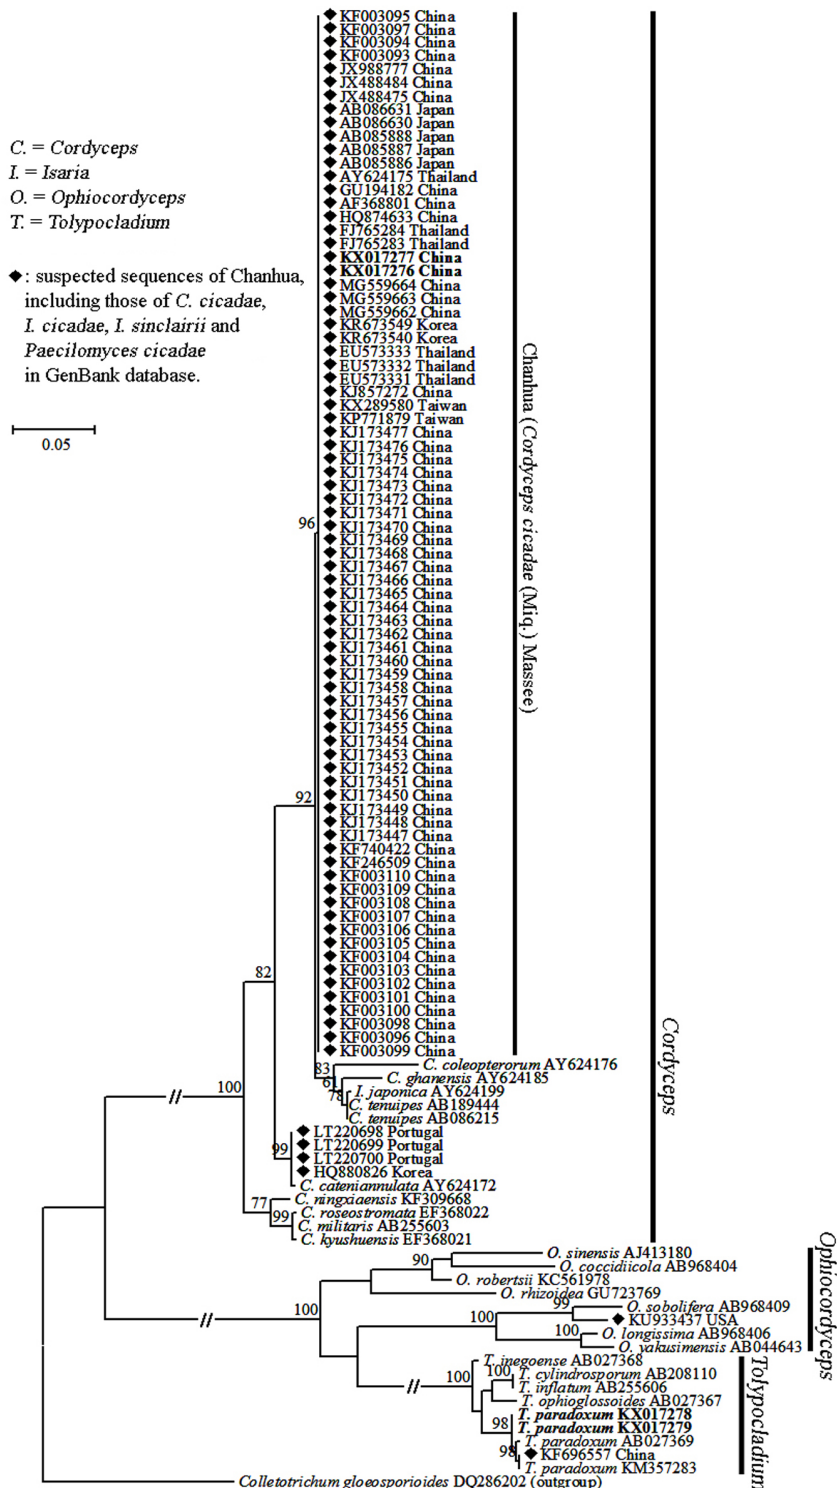 C. = Cordyceps
I. = Isaria
O. = Ophiocordyceps
T. = Tolypocladium
◆: suspected sequences of Chanhua,
including those of C. cicadae,
I. cicadae, I. sinclairii and
Paecilomyces cicadae
in GenBank database.
0.05
KF003095 China
KF003097 China
KF003094 China
KF003093 China
JX988777 China
JX488484 China
JX488475 China
AB086631 Japan
AB086630 Japan
AB085888 Japan
AB085887 Japan
AB085886 Japan
AY624175 Thailand
GU194182 China
AF368801 China
HQ874633 China
FJ765284 Thailand
FJ765283 Thailand
KX017277 China
KX017276 China
MG559664 China
MG559663 China
MG559662 China
KR673549 Korea
KR673540 Korea
EU573333 Thailand
EU573332 Thailand
EU573331 Thailand
KJ857272 China
KX289580 Taiwan
KP771879 Taiwan
KJ173477 China
KJ173476 China
KJ173475 China
KJ173474 China
KJ173473 China
KJ173472 China
KJ173471 China
KJ173470 China
KJ173469 China
KJ173468 China
KJ173467 China
KJ173466 China
KJ173465 China
KJ173464 China
KJ173463 China
KJ173462 China
KJ173461 China
KJ173460 China
KJ173459 China
KJ173458 China
KJ173457 China
KJ173456 China
KJ173455 China
KJ173454 China
KJ173453 China
KJ173452 China
KJ173451 China
KJ173450 China
KJ173449 China
KJ173448 China
KJ173447 China
KF740422 China
KF246509 China
KF003110 China
KF003109 China
KF003108 China
KF003107 China
KF003106 China
KF003105 China
KF003104 China
KF003103 China
KF003102 China
KF003101 China
KF003100 China
KF003098 China
KF003096 China
KF003099 China
C. coleopterorum AY624176
C. ghanensis AY624185
I. japonica AY624199
C. tenuipes AB189444
C. tenuipes AB086215
LT220698 Portugal
LT220699 Portugal
LT220700 Portugal
HQ880826 Korea
C. cateniannulata AY624172
C. ningxiaensis KF309668
C. roseostromata EF368022
C. militaris AB255603
C. kyushuensis EF368021
O. sinensis AJ413180
O. coccidiicola AB968404
O. robertsii KC561978
O. rhizoidea GU723769
O. sobolifera AB968409
KU933437 USA
O. longissima AB968406
O. yakusimensis AB044643
T. inegoense AB027368
T. cylindrosporum AB208110
T. inflatum AB255606
T. ophioglossoides AB027367
T. paradoxum KX017278
T. paradoxum KX017279
T. paradoxum AB027369
KF696557 China
T. paradoxum KM357283
Colletotrichum gloeosporioides DQ286202 (outgroup)
96
92
82
100
83
61
78
99
77
99
90
100
99
100
100
100
100
98
98
Chanhua (Cordyceps cicadae (Miq.) Massee)
Cordyceps
Ophiocordyceps
Tolypocladium